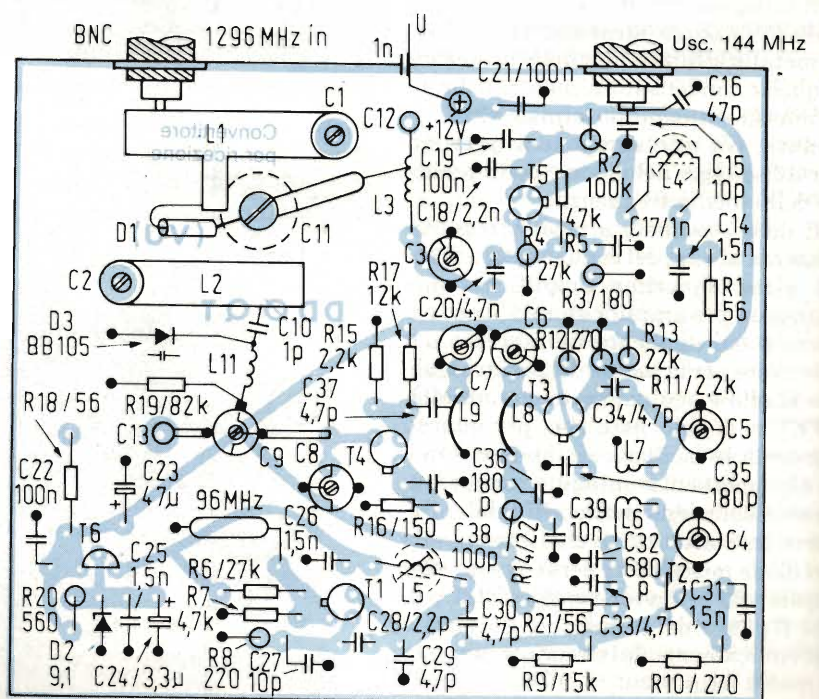 BNC
1296 MHz in
1n
U
Usc. 144 MHz
C21/100n
C16
47p
C1
C12
+12V
Convertitore
per ricezione
C19
100n
T5
R2
100k
L4
C15
10p
L1
L3
D1
C11
C18/2,2n
47k
R4
R5
C17/1n
C14
1,5n
C3
27k
C2
L2
R17
12k
C20/4,7n
R3/180
R1
56
D3
BB105
C10
1p
R15
2,2k
C6
R12
270
R13
22k
L11
C37
4,7p
C7
T3
R11/2,2k
R18/56
R19/82k
L9
L8
C34/4,7p
C5
C13
C9
C8
T4
C36
180
p
L7
C35
180p
C22
100n
C23
47µ
+
96MHz
C26
1,5n
R16/150
C38
100p
R14/22
C39
10n
L6
C32
680
p
C4
T6
C25
1,5n
R6/27k
L5
T2
C31
1,5n
R20
560
+
R7
4,7k
T1
C28/2,2p
C30
4,7p
R21/56
C33/4,7n
D2
9,1
C24/3,3µ
R8
220
C27
10p
C29
4,7p
R9/15k
R10/270